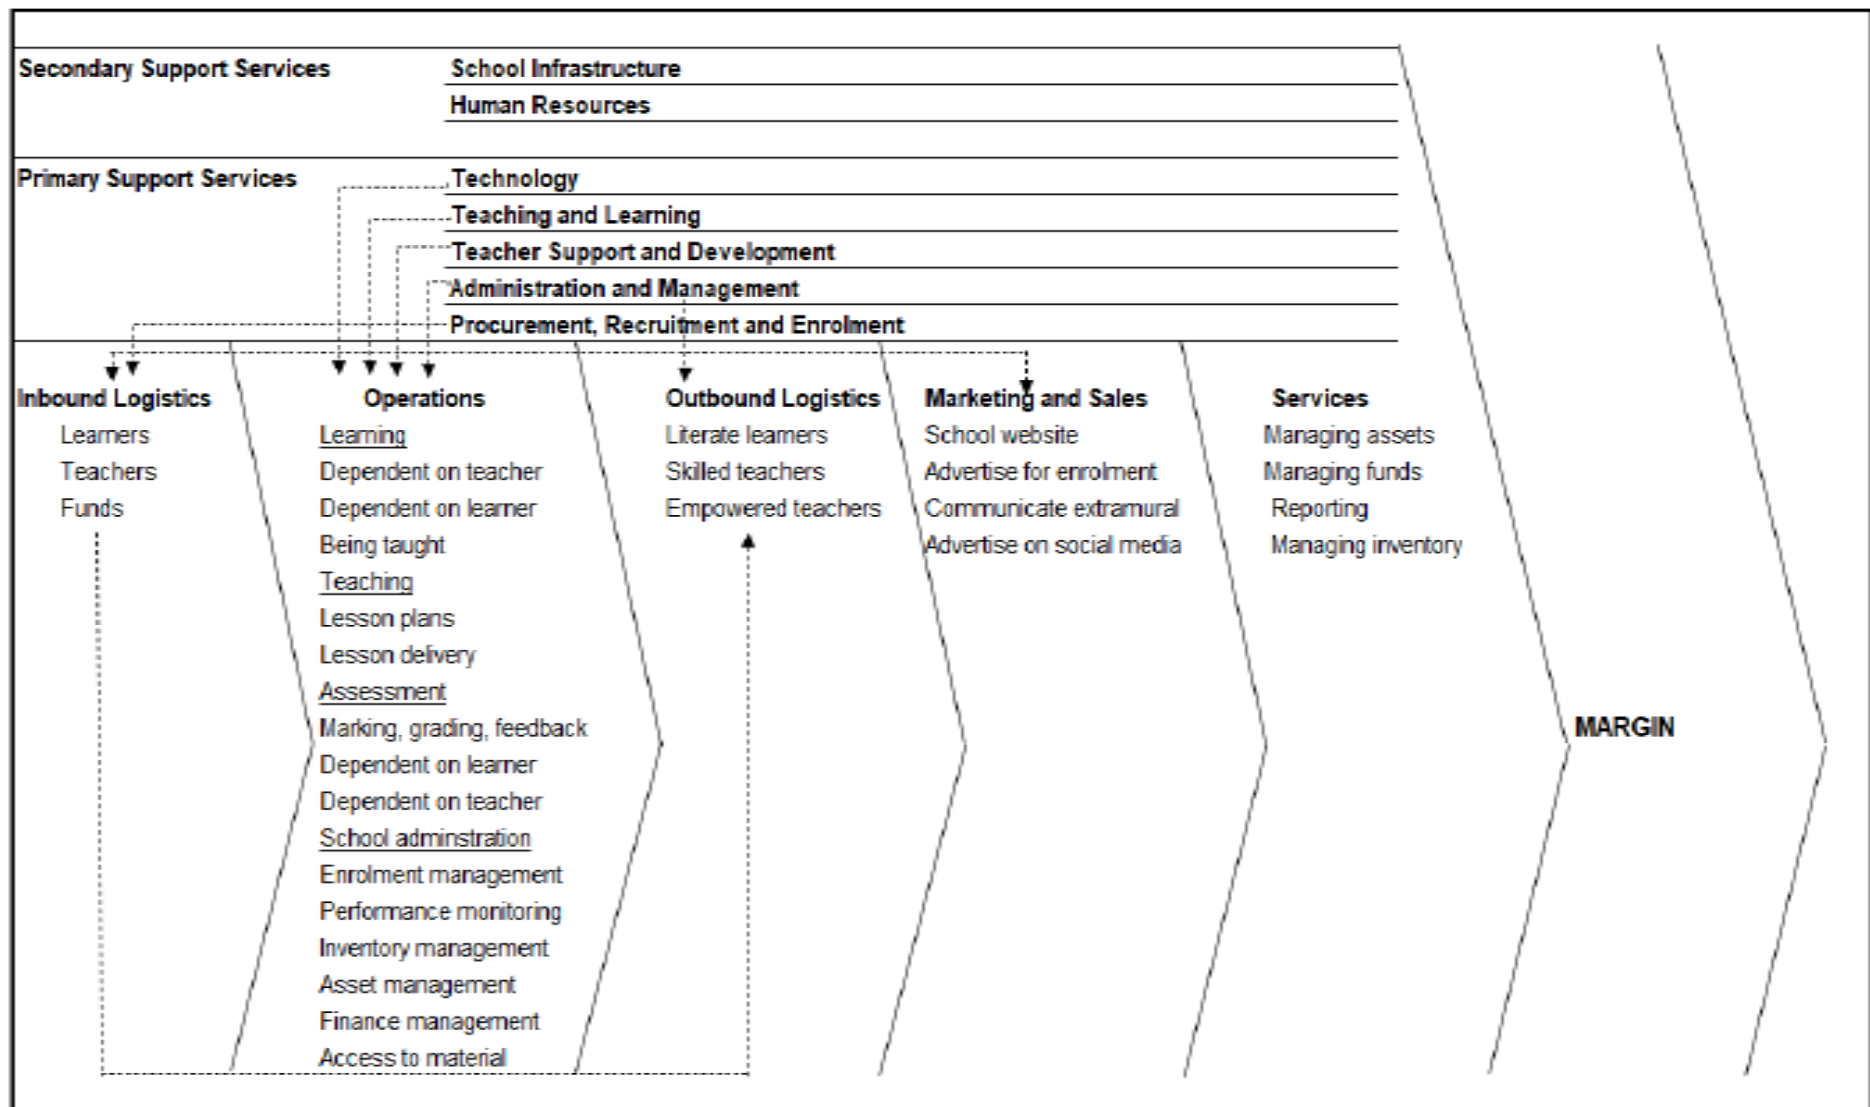 Secondary Support Services
School Infrastructure
Human Resources
Primary Support Services
Technology
Teaching and Learning
Teacher Support and Development
Administration and Management
Procurement, Recruitment and Enrolment
Inbound Logistics
Learners
Teachers
Funds
Operations
Learning
Dependent on teacher
Dependent on learner
Being taught
Teaching
Lesson plans
Lesson delivery
Assessment
Marking, grading, feedback
Dependent on learner
Dependent on teacher
School adminstration
Enrolment management
Performance monitoring
Inventory management
Asset management
Finance management
Access to material
Outbound Logistics
Literate learners
Skilled teachers
Empowered teachers
Marketing and Sales
School website
Advertise for enrolment
Communicate extramural
Advertise on social media
Services
Managing assets
Managing funds
Reporting
Managing inventory
MARGIN